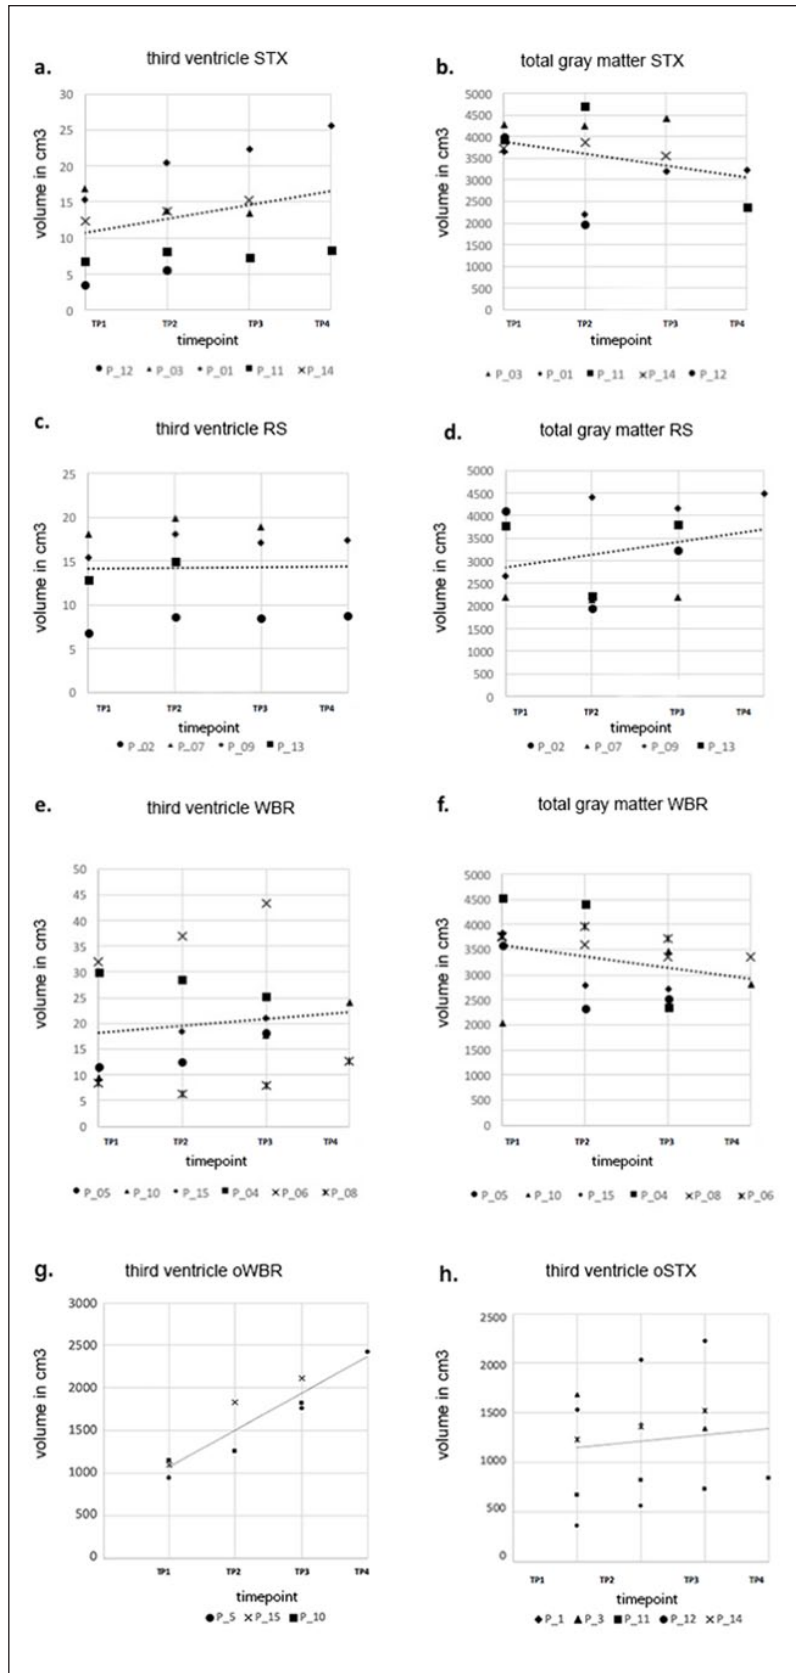 a.
third ventricle STX
volume in cm3
30
25
20
15
10
5
0
TP1 TP2 TP3 TP4
timepoint
P_12 P_03 P_01 P_11 P_14
b.
total gray matter STX
volume in cm3
5000
4500
4000
3500
3000
2500
2000
1500
1000
500
0
TP1 TP2 TP3 TP4
timepoint
P_03 P_01 P_11 P_14 P_12
c.
third ventricle RS
volume in cm3
25
20
15
10
5
0
TP1 TP2 TP3 TP4
timepoint
P_02 P_07 P_09 P_13
d.
total gray matter RS
volume in cm3
5000
4500
4000
3500
3000
2500
2000
1500
1000
500
0
TP1 TP2 TP3 TP4
timepoint
P_02 P_07 P_09 P_13
e.
third ventricle WBR
volume in cm3
50
45
40
35
30
25
20
15
10
5
0
TP1 TP2 TP3 TP4
timepoint
P_05 P_10 P_15 P_04 P_06 P_08
f.
total gray matter WBR
volume in cm3
5000
4500
4000
3500
3000
2500
2000
1500
1000
500
0
TP1 TP2 TP3 TP4
timepoint
P_05 P_10 P_15 P_04 P_08 P_06
g.
third ventricle oWBR
volume in cm3
3000
2500
2000
1500
1000
500
0
TP1 TP2 TP3 TP4
timepoint
P_5 P_15 P_10
h.
third ventricle oSTX
volume in cm3
2500
2000
1500
1000
500
0
TP1 TP2 TP3 TP4
timepoint
P_1 P_3 P_11 P_12 P_14